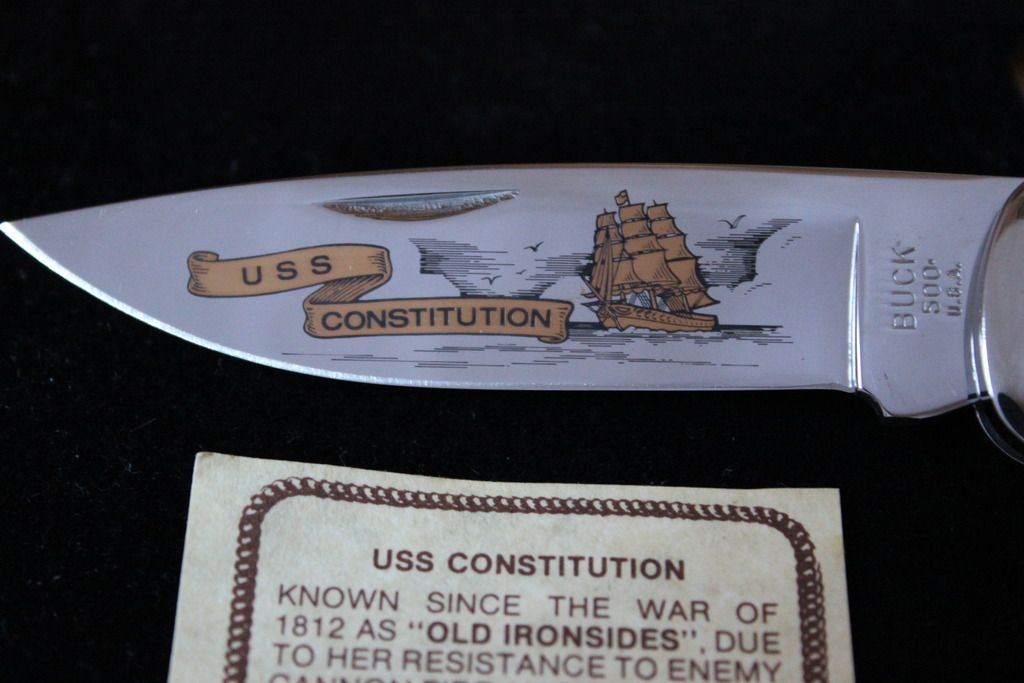 USS
CONSTITUTION
BUCK
500
U.S.A.
USS CONSTITUTION
KNOWN SINCE THE WAR OF
1812 AS "OLD IRONSIDES", DUE
TO HER RESISTANCE TO ENEMY